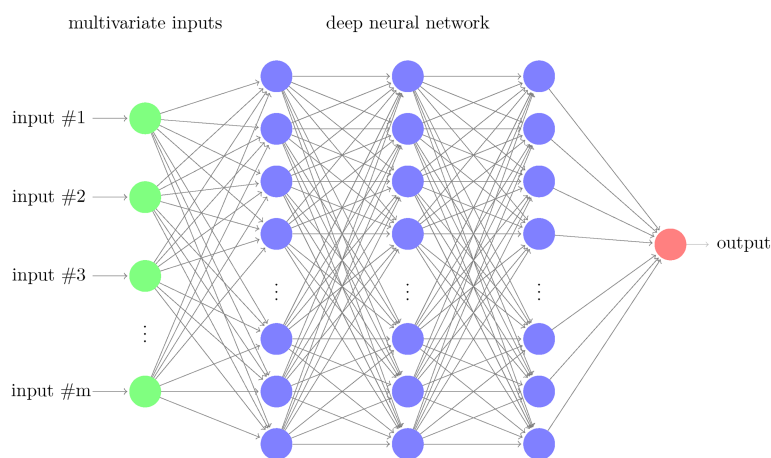 multivariate inputs
deep neural network
input #1
input #2
input #3
⋮
input #m
⋮
⋮
⋮
output